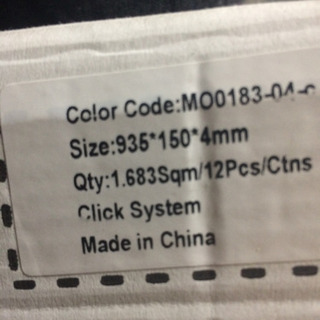 Color Code:MO0183-04-
Size:935*150*4mm
Qty:1.683Sqm/12Pcs/Ctns
Click System
Made in China